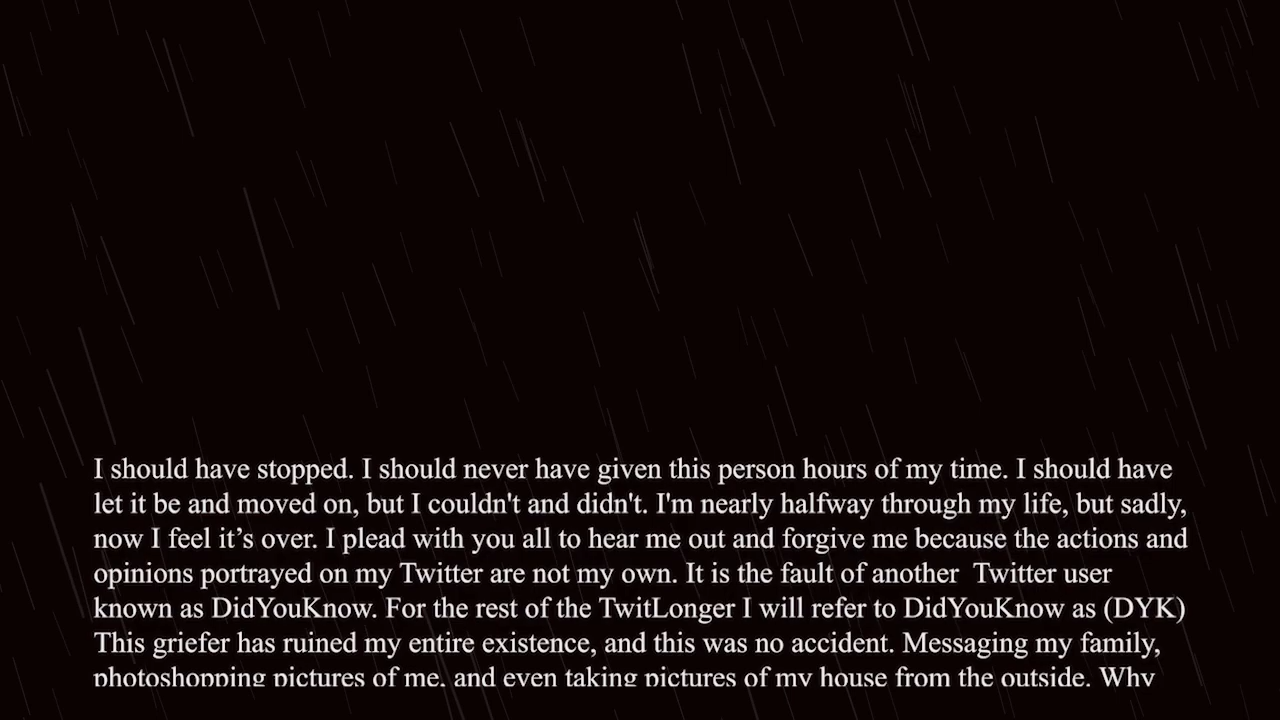 I should have stopped. I should never have given this person hours of my time. I should have
let it be and moved on, but I couldn't and didn't. I'm nearly halfway through my life, but sadly,
now I feel it’s over. I plead with you all to hear me out and forgive me because the actions and
opinions portrayed on my Twitter are not my own. It is the fault of another  Twitter user
known as DidYouKnow. For the rest of the TwitLonger I will refer to DidYouKnow as (DYK)
This griefer has ruined my entire existence, and this was no accident. Messaging my family,
photoshopping pictures of me, and even taking pictures of my house from the outside. Why